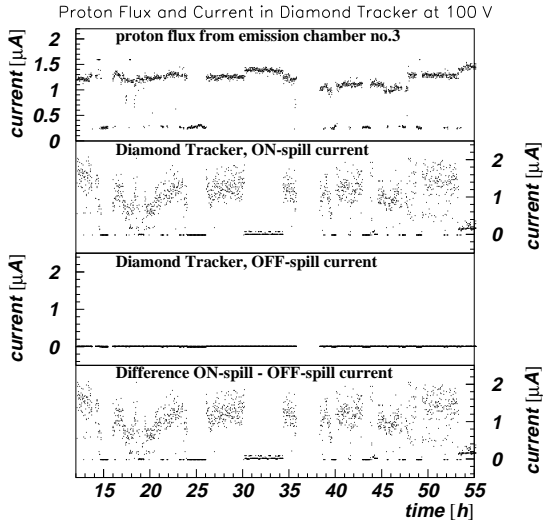 Proton Flux and Current in Diamond Tracker at 100 V
proton flux from emission chamber no.3
current [μA]
1.5
1
0.5
0
Diamond Tracker, ON-spill current
current [μA]
2
1
0
Diamond Tracker, OFF-spill current
current [μA]
2
1
0
Difference ON-spill - OFF-spill current
current [μA]
2
1
0
15 20 25 30 35 40 45 50 55
time [h]